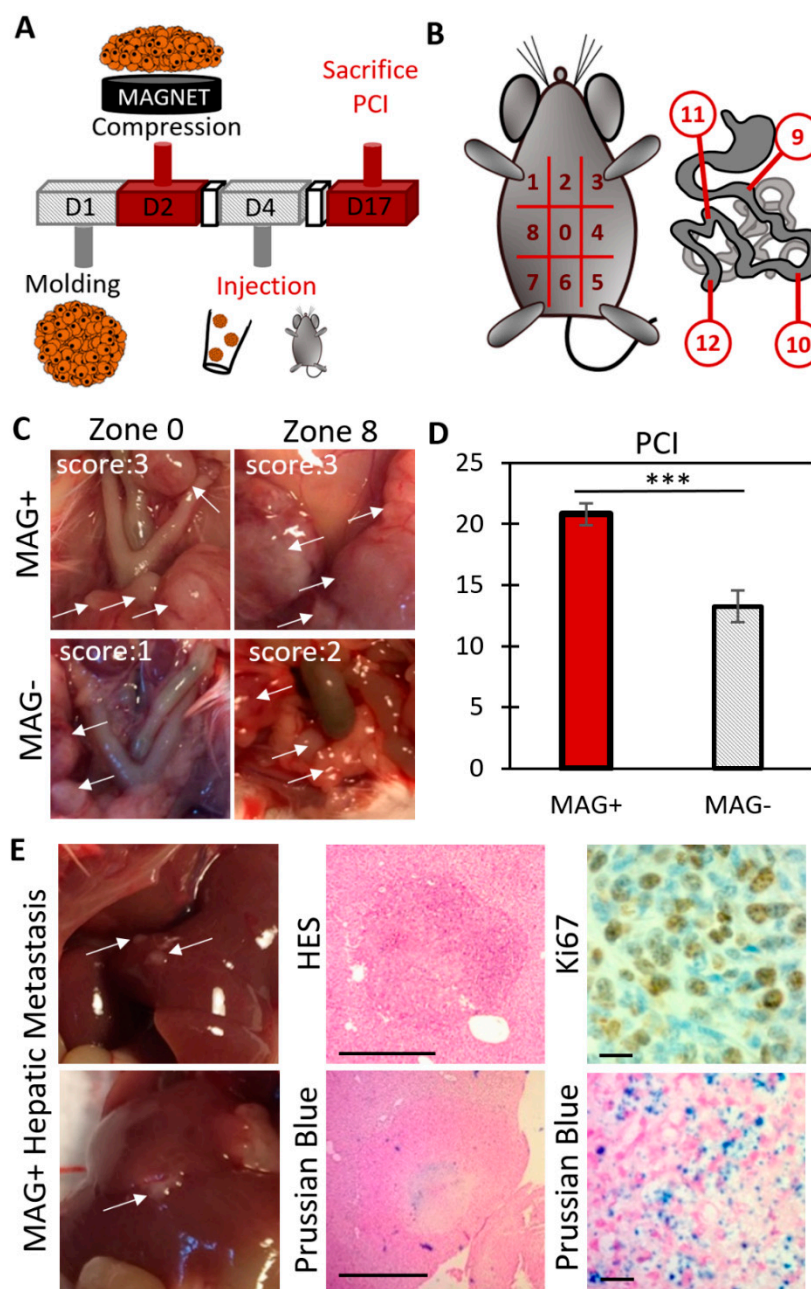 A
MAGNET
Compression
Sacrifice
PCI
D1
D2
D4
D17
Molding
Injection
B
1 2 3
8 0 4
7 6 5
11
9
12
10
C
Zone 0
Zone 8
MAG+
score:3
score:3
MAG-
score:1
score:2
D
PCI
25
***
20
15
10
5
0
MAG+
MAG-
E
MAG+ Hepatic Metastasis
HES
Ki67
Prussian Blue
Prussian Blue